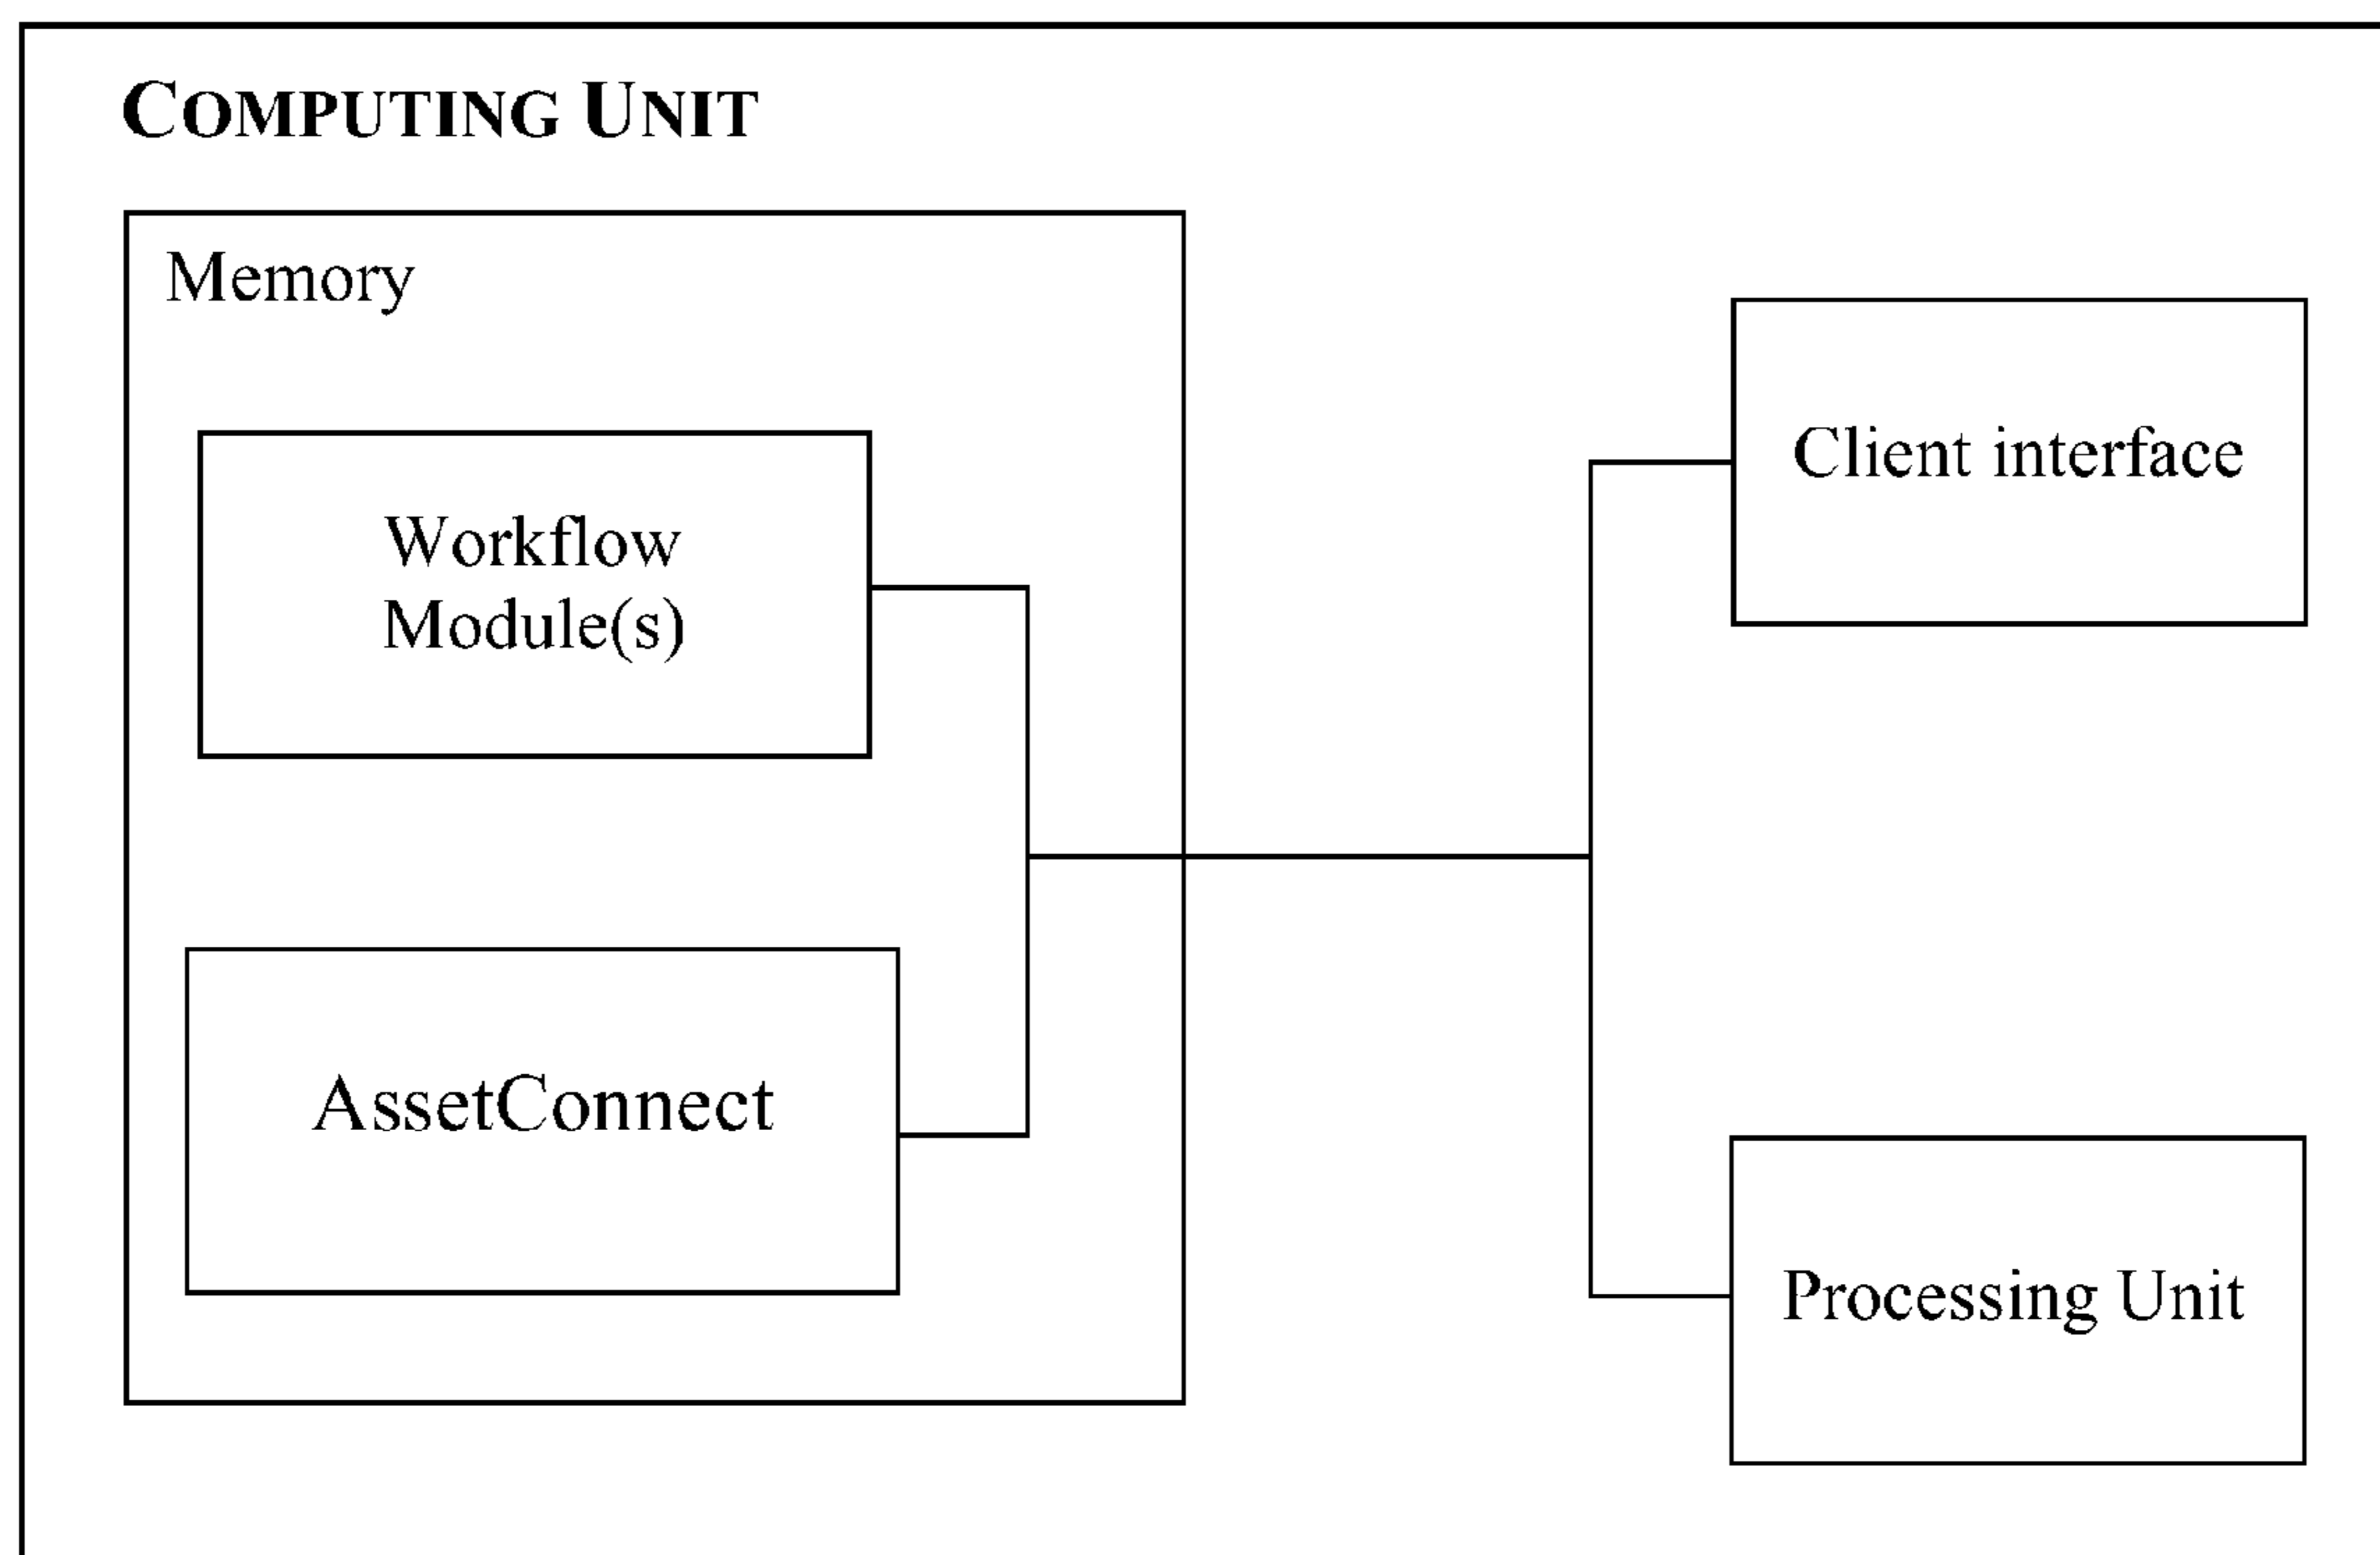 COMPUTING UNIT
Memory
Workflow
Module(s)
AssetConnect
Client interface
Processing Unit